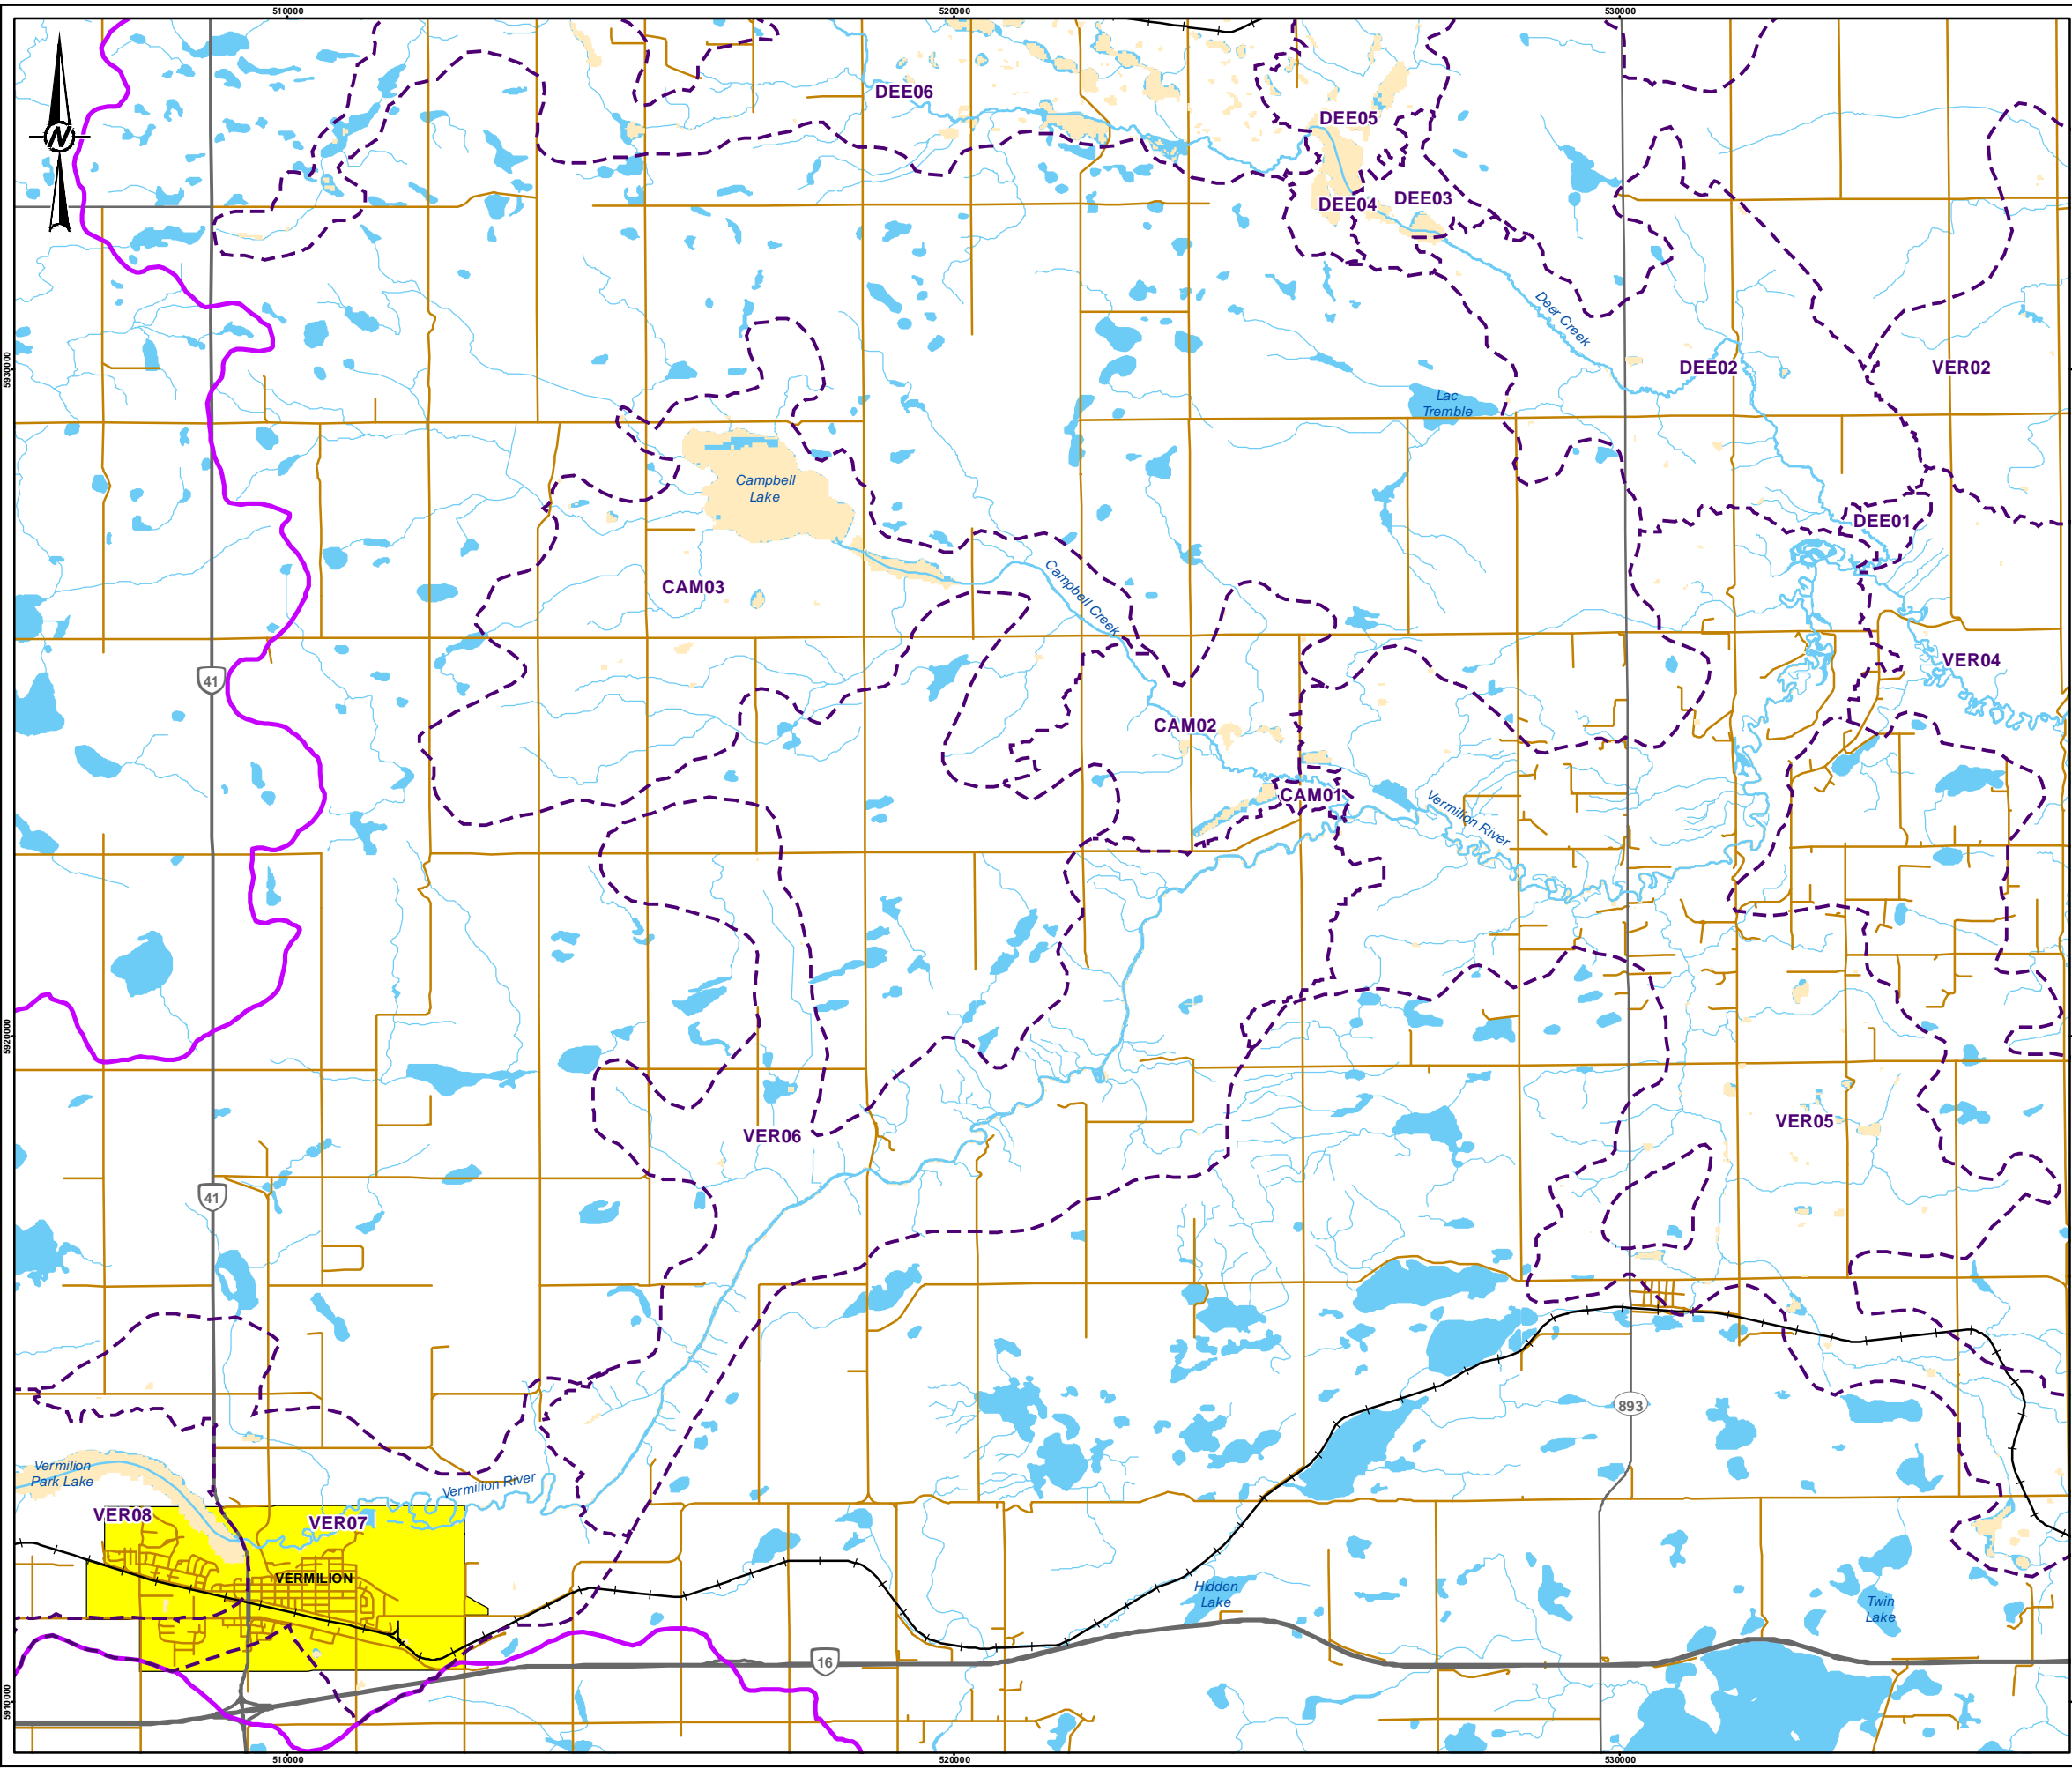 510000
520000
530000
N
DEE06
DEE05
DEE04
DEE03
Deer Creek
5930000
DEE02
VER02
Lac
Tremble
Campbell
Lake
DEE01
Campbell Creek
CAM03
VER04
41
CAM02
CAM01
Vermilion River
5920000
VER05
VER06
41
893
Vermilion
Park Lake
Vermilion River
VER08
VER07
VERMILION
Hidden
Lake
Twin
Lake
16
5910000
510000
520000
530000